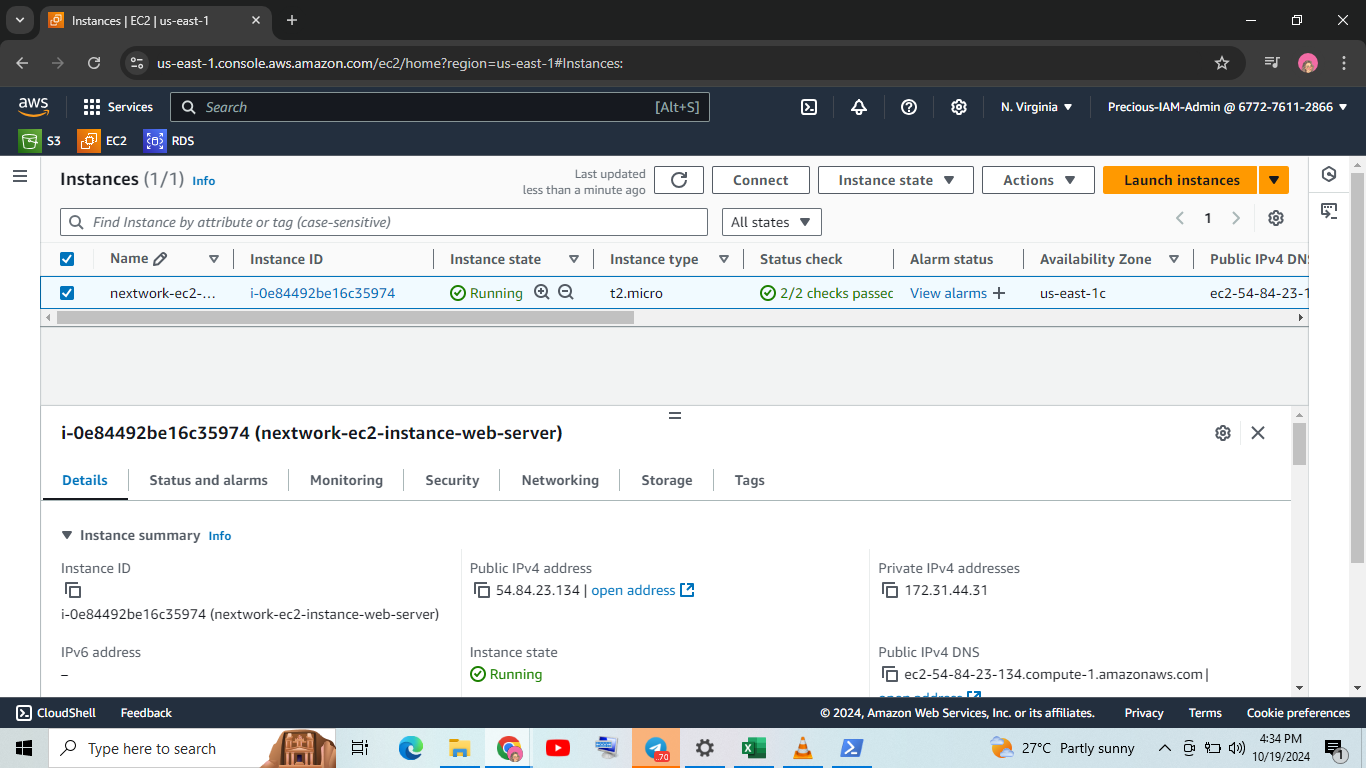 Instances | EC2 | us-east-1
us-east-1.console.aws.amazon.com/ec2/home?region=us-east-1#Instances:
aws Services Search [Alt+S] N. Virginia Precious-IAM-Admin @ 6772-7611-2866
S3 EC2 RDS
Instances (1/1) Info
Last updated
less than a minute ago
Connect Instance state Actions Launch instances
Find Instance by attribute or tag (case-sensitive) All states 1
Name Instance ID Instance state Instance type Status check Alarm status Availability Zone Public IPv4 DNS
nextwork-ec2-... i-0e84492be16c35974 Running t2.micro 2/2 checks passec View alarms + us-east-1c ec2-54-84-23-1
i-0e84492be16c35974 (nextwork-ec2-instance-web-server)
Details Status and alarms Monitoring Security Networking Storage Tags
Instance summary Info
Instance ID
i-0e84492be16c35974 (nextwork-ec2-instance-web-server)
Public IPv4 address
54.84.23.134 | open address
Private IPv4 addresses
172.31.44.31
IPv6 address
–
Instance state
Running
Public IPv4 DNS
ec2-54-84-23-134.compute-1.amazonaws.com |
open address
CloudShell Feedback © 2024, Amazon Web Services, Inc. or its affiliates. Privacy Terms Cookie preferences
Type here to search 70 27°C Partly sunny 4:34 PM
10/19/2024 1